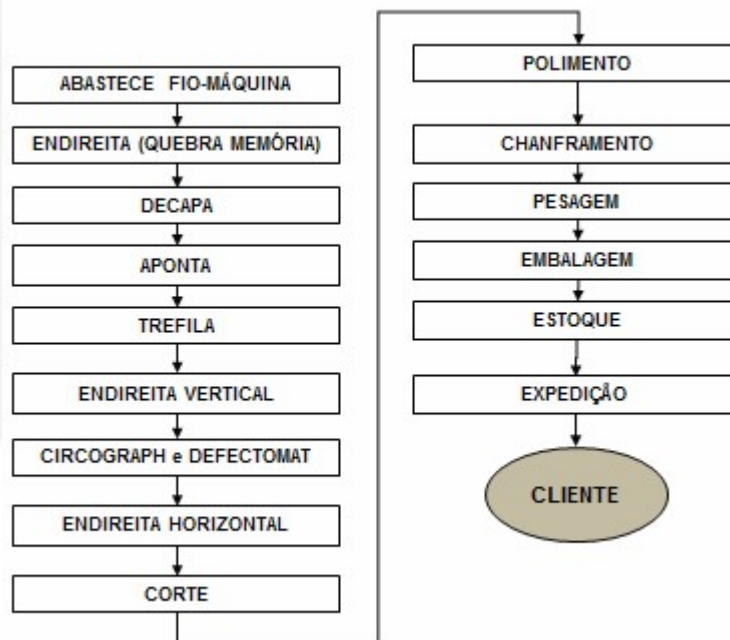 ABASTECE FIO-MÁQUINA
ENDIREITA (QUEBRA MEMÓRIA)
DECAPA
APONTA
TREFILA
ENDIREITA VERTICAL
CIRCOGRAPH e DEFECTOMAT
ENDIREITA HORIZONTAL
CORTE
POLIMENTO
CHANFRAMENTO
PESAGEM
EMBALAGEM
ESTOQUE
EXPEDIÇÃO
CLIENTE